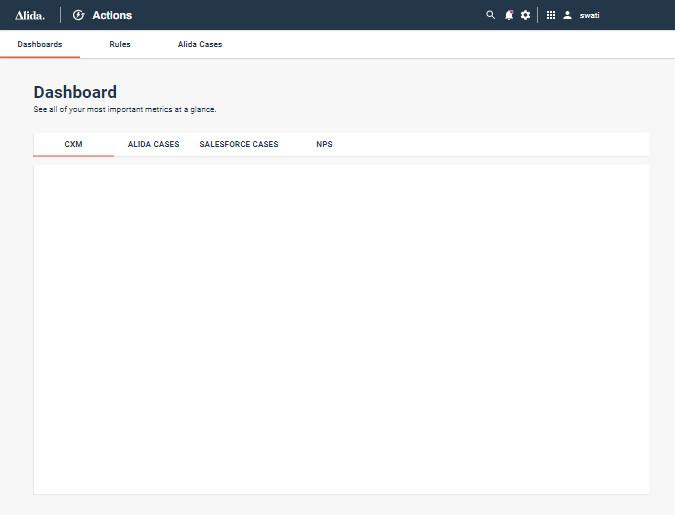 Alida. Actions swati
Dashboards Rules Alida Cases
Dashboard
See all of your most important metrics at a glance.
CXM ALIDA CASES SALESFORCE CASES NPS